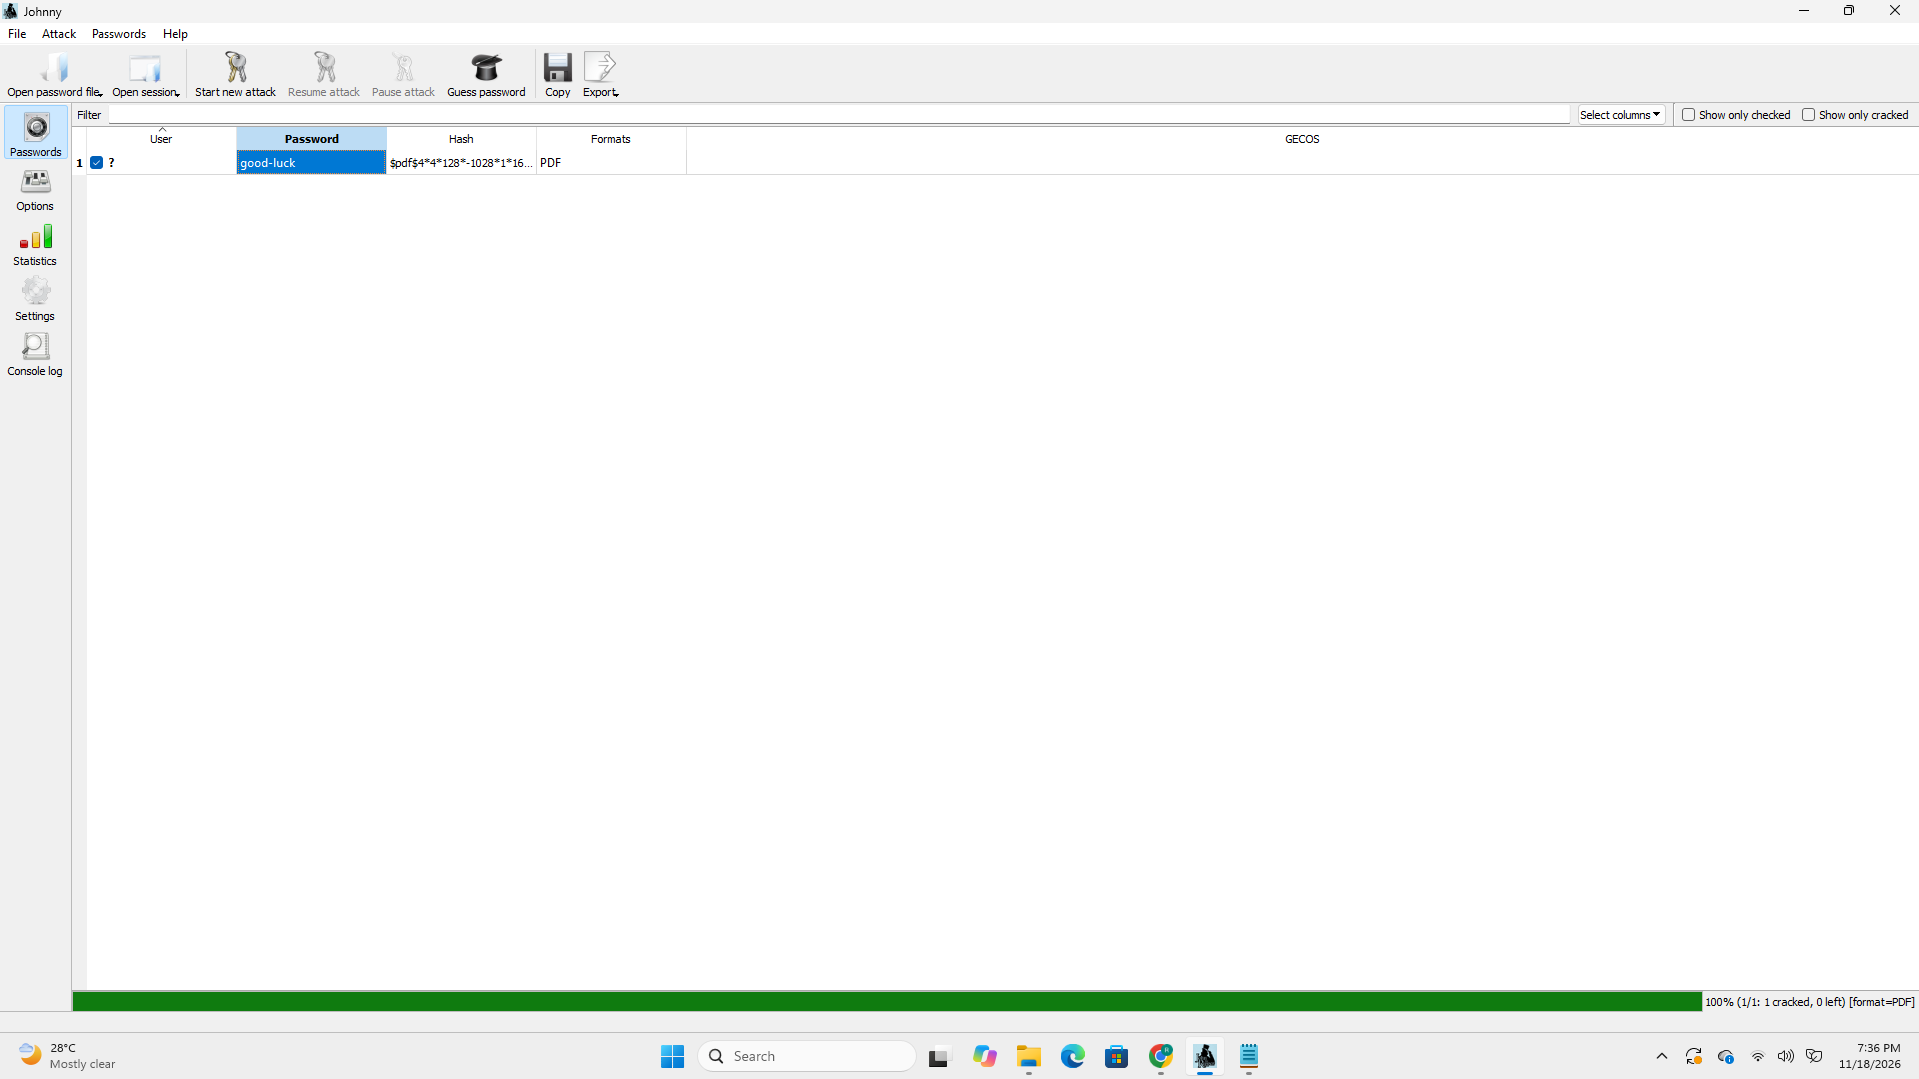 Johnny
File Attack Passwords Help
Open password file Open session Start new attack Resume attack Pause attack Guess password Copy Export
Filter Select columns Show only checked Show only cracked
User Password Hash Formats GECOS
1 ? good-luck $pdf$4*4*128*-1028*1*16... PDF
Passwords
Options
Statistics
Settings
Console log
100% (1/1: 1 cracked, 0 left) [format=PDF]
28°C
Mostly clear
Search
7:36 PM
11/18/2026